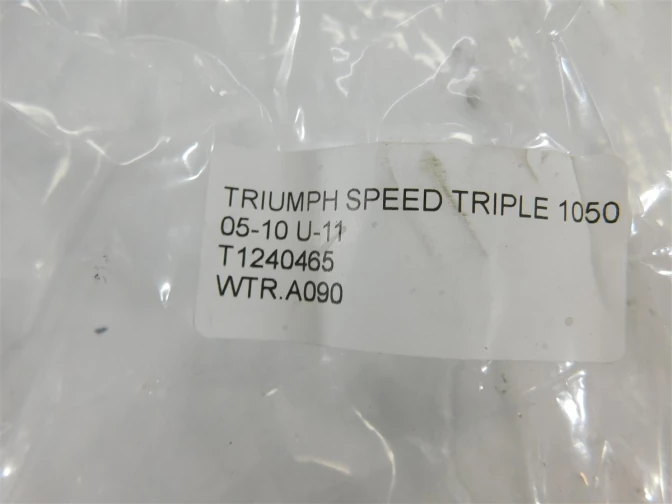 TRIUMPH SPEED TRIPLE 1050
05-10 U-11
T1240465
WTR.A090